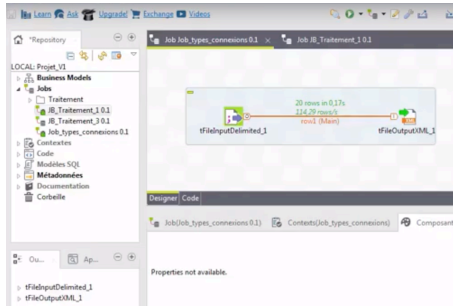 Learn Ask Upgrade! Exchange Videos
*Repository
Job Job_types_connexions 0.1
Job JB_Traitement_1 0.1
LOCAL: Projet_V1
Business Models
Jobs
Traitement
JB_Traitement_1 0.1
JB_Traitement_3 0.1
Job_types_connexions 0.1
Contextes
Code
Modèles SQL
Métadonnées
Documentation
Corbeille
20 rows in 0,17s
114,29 rows/s
row1 (Main)
tFileInputDelimited_1
tFileOutputXML_1
Designer Code
Job(Job_types_connexions 0.1)
Contexts(Job_types_connexions)
Composant
Ou...
Ap...
Properties not available.
tFileInputDelimited_1
tFileOutputXML_1